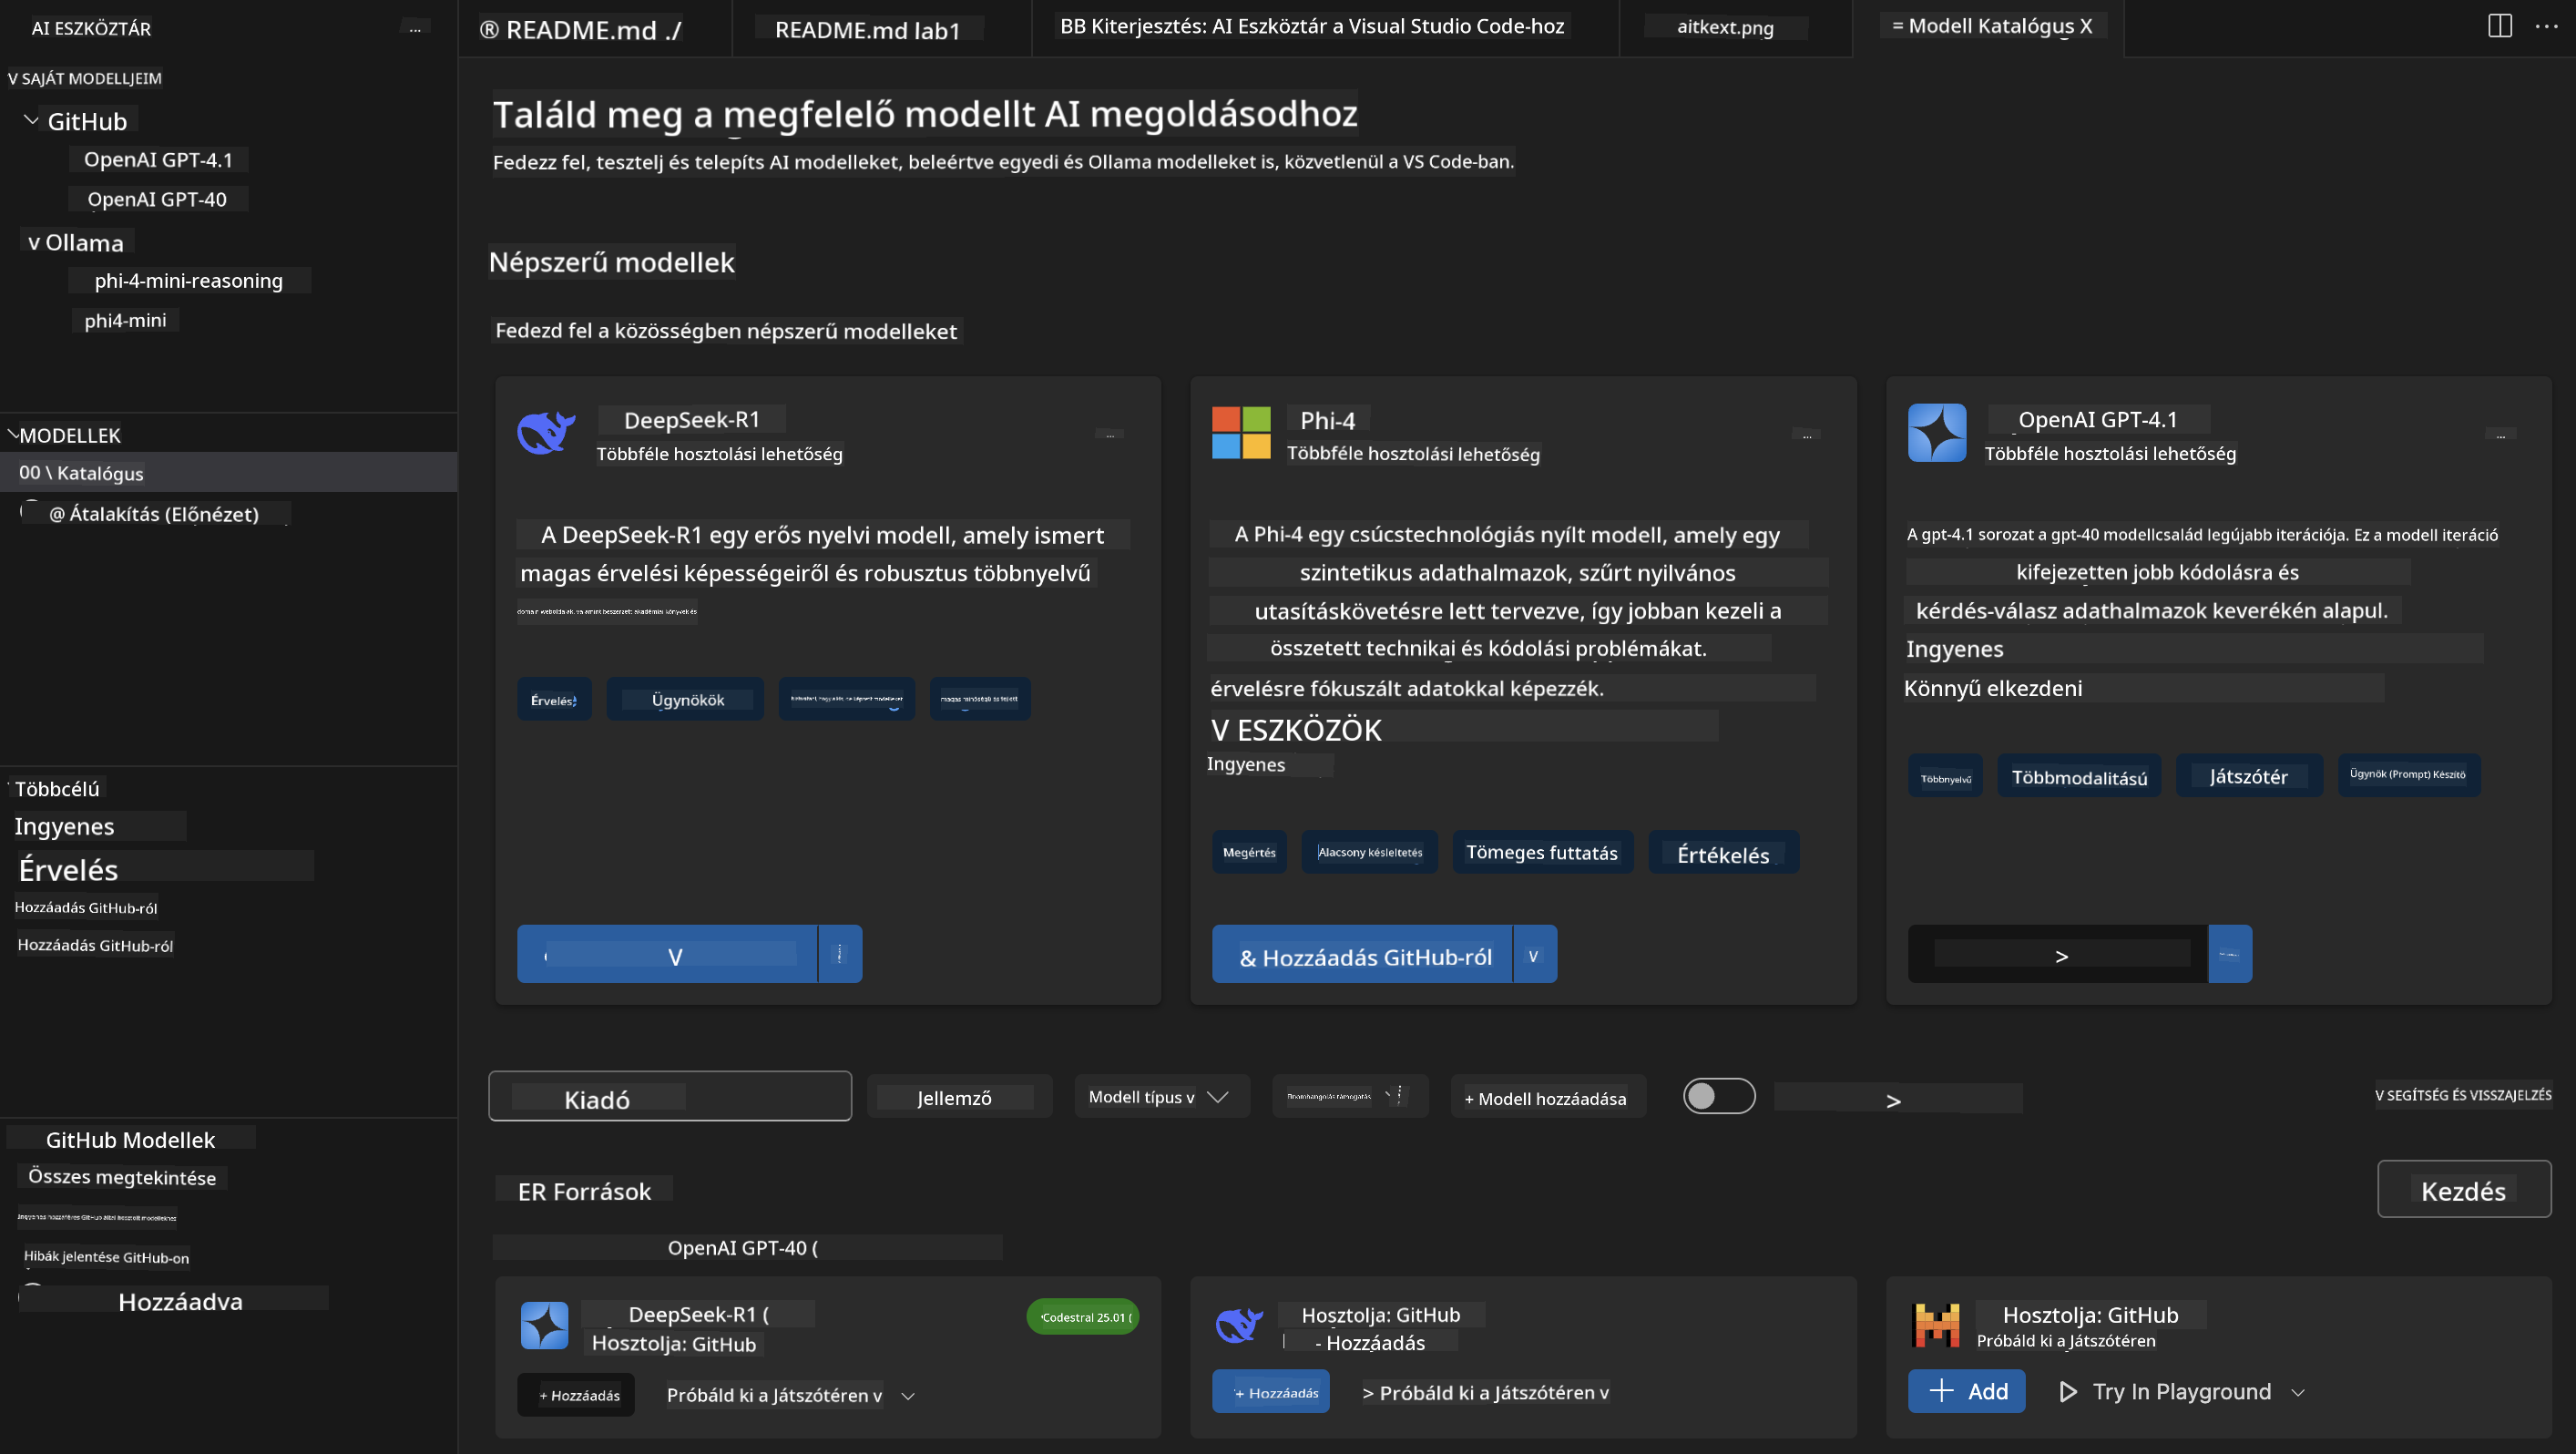 AI ESZKÖZTÁR
...
V SAJÁT MODELLJEIM
GitHub
OpenAI GPT-4.1
OpenAI GPT-40
v Ollama
phi-4-mini-reasoning
phi4-mini
MODELLEK
00 \ Katalógus
@ Átalakítás (Előnézet)
Többcélú
Ingyenes
Érvelés
Hozzáadás GitHub-ról
Hozzáadás GitHub-ról
GitHub Modellek
Összes megtekintése
Ingyenes hozzáférés GitHub által hosztolt modellekhez
Hibák jelentése GitHub-on
Hozzáadva
® README.md ./
README.md lab1
BB Kiterjesztés: AI Eszköztár a Visual Studio Code-hoz
aitkext.png
= Modell Katalógus X
Találd meg a megfelelő modellt AI megoldásodhoz
Fedezz fel, tesztelj és telepíts AI modelleket, beleértve egyedi és Ollama modelleket is, közvetlenül a VS Code-ban.
Népszerű modellek
Fedezd fel a közösségben népszerű modelleket
DeepSeek-R1
...
Többféle hosztolási lehetőség
A DeepSeek-R1 egy erős nyelvi modell, amely ismert
magas érvelési képességeiről és robusztus többnyelvű
Érvelés
Ügynökök
V
Phi-4
...
Többféle hosztolási lehetőség
A Phi-4 egy csúcstechnológiás nyílt modell, amely egy
szintetikus adathalmazok, szűrt nyilvános
utasításkövetésre lett tervezve, így jobban kezeli a
összetett technikai és kódolási problémákat.
érvelésre fókuszált adatokkal képezzék.
V ESZKÖZÖK
Ingyenes
Megértés
Alacsony késleltetés
Tömeges futtatás
Értékelés
& Hozzáadás GitHub-ról
v
OpenAI GPT-4.1
...
Többféle hosztolási lehetőség
A gpt-4.1 sorozat a gpt-40 modellcsalád legújabb iterációja. Ez a modell iteráció
kifejezetten jobb kódolásra és
kérdés-válasz adathalmazok keverékén alapul.
Ingyenes
Könnyű elkezdeni
Többnyelvű
Többmodalitású
Játszótér
Ügynök (Prompt) Készítő
>
Kiadó
Jellemző
Modell típus v
Finomhangolás támogatás
+ Modell hozzáadása
>
V SEGÍTSÉG ÉS VISSZAJELZÉS
ER Források
Kezdés
OpenAI GPT-40 (
DeepSeek-R1 (
Codestral 25.01 (
Hosztolja: GitHub
+ Hozzáadás
Próbáld ki a Játszótéren v
Hosztolja: GitHub
- Hozzáadás
+ Hozzáadás
> Próbáld ki a Játszótéren v
Hosztolja: GitHub
Próbáld ki a Játszótéren
Add
Try In Playground